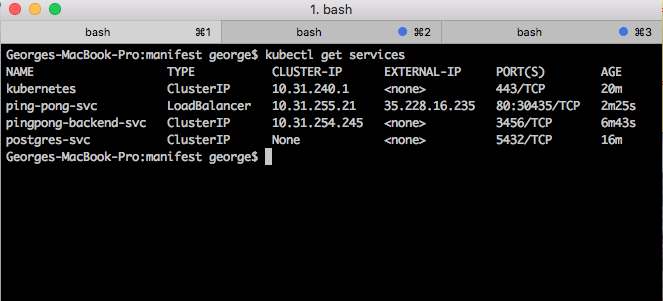 1. bash
bash ⌘1 bash ⌘2 bash ⌘3
Georges-MacBook-Pro:manifest george$ kubectl get services
NAME TYPE CLUSTER-IP EXTERNAL-IP PORT(S) AGE
kubernetes ClusterIP 10.31.240.1 <none> 443/TCP 20m
ping-pong-svc LoadBalancer 10.31.255.21 35.228.16.235 80:30435/TCP 2m25s
pingpong-backend-svc ClusterIP 10.31.254.245 <none> 3456/TCP 6m43s
postgres-svc ClusterIP None <none> 5432/TCP 16m
Georges-MacBook-Pro:manifest george$